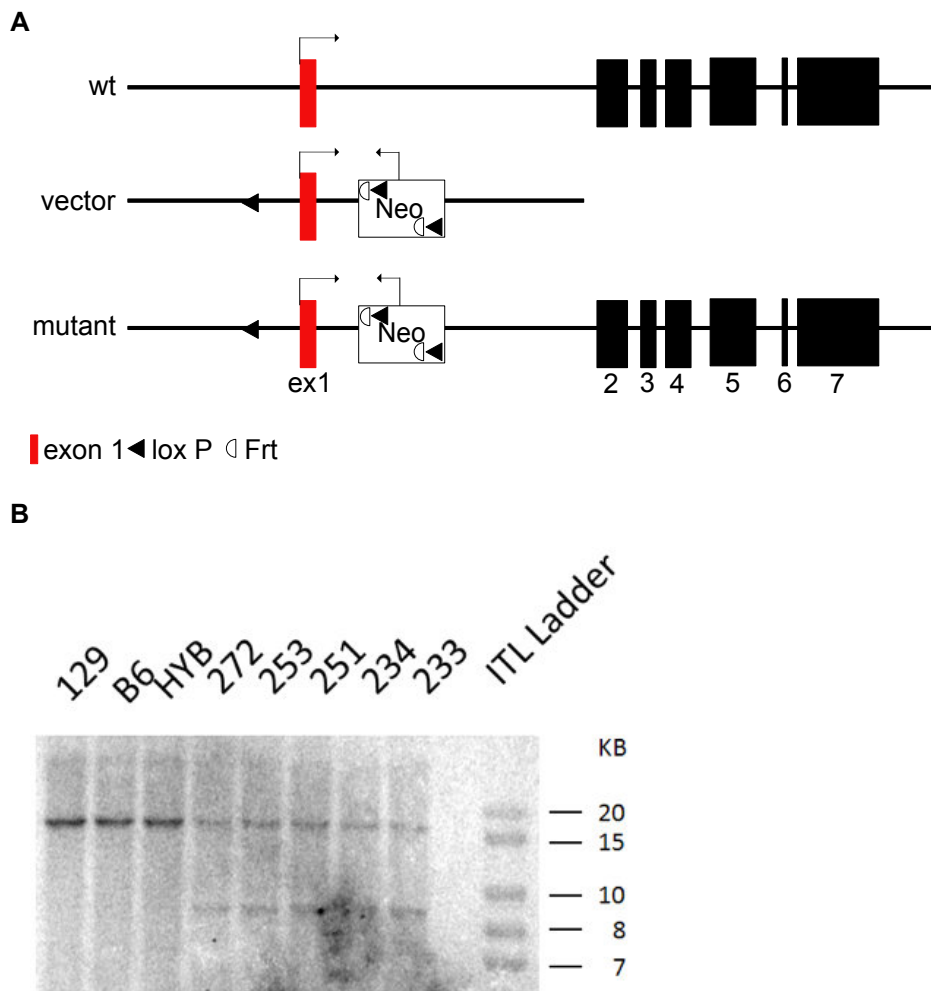 A
wt
vector
Neo
mutant
Neo
ex1
2 3 4 5 6 7
exon 1 lox P Frt
B
129 B6 HYB 272 253 251 234 233 ITL Ladder
KB
20
15
10
8
7